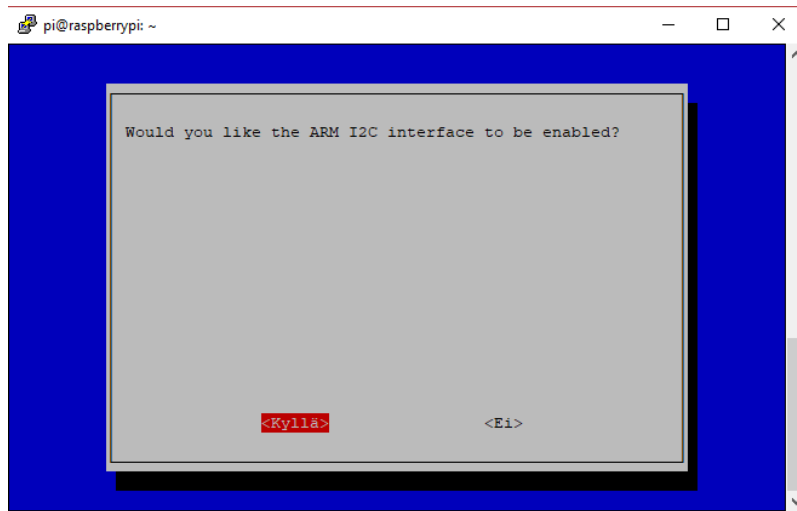 pi@raspberrypi: ~
Would you like the ARM I2C interface to be enabled?
<Kyllä> <Ei>